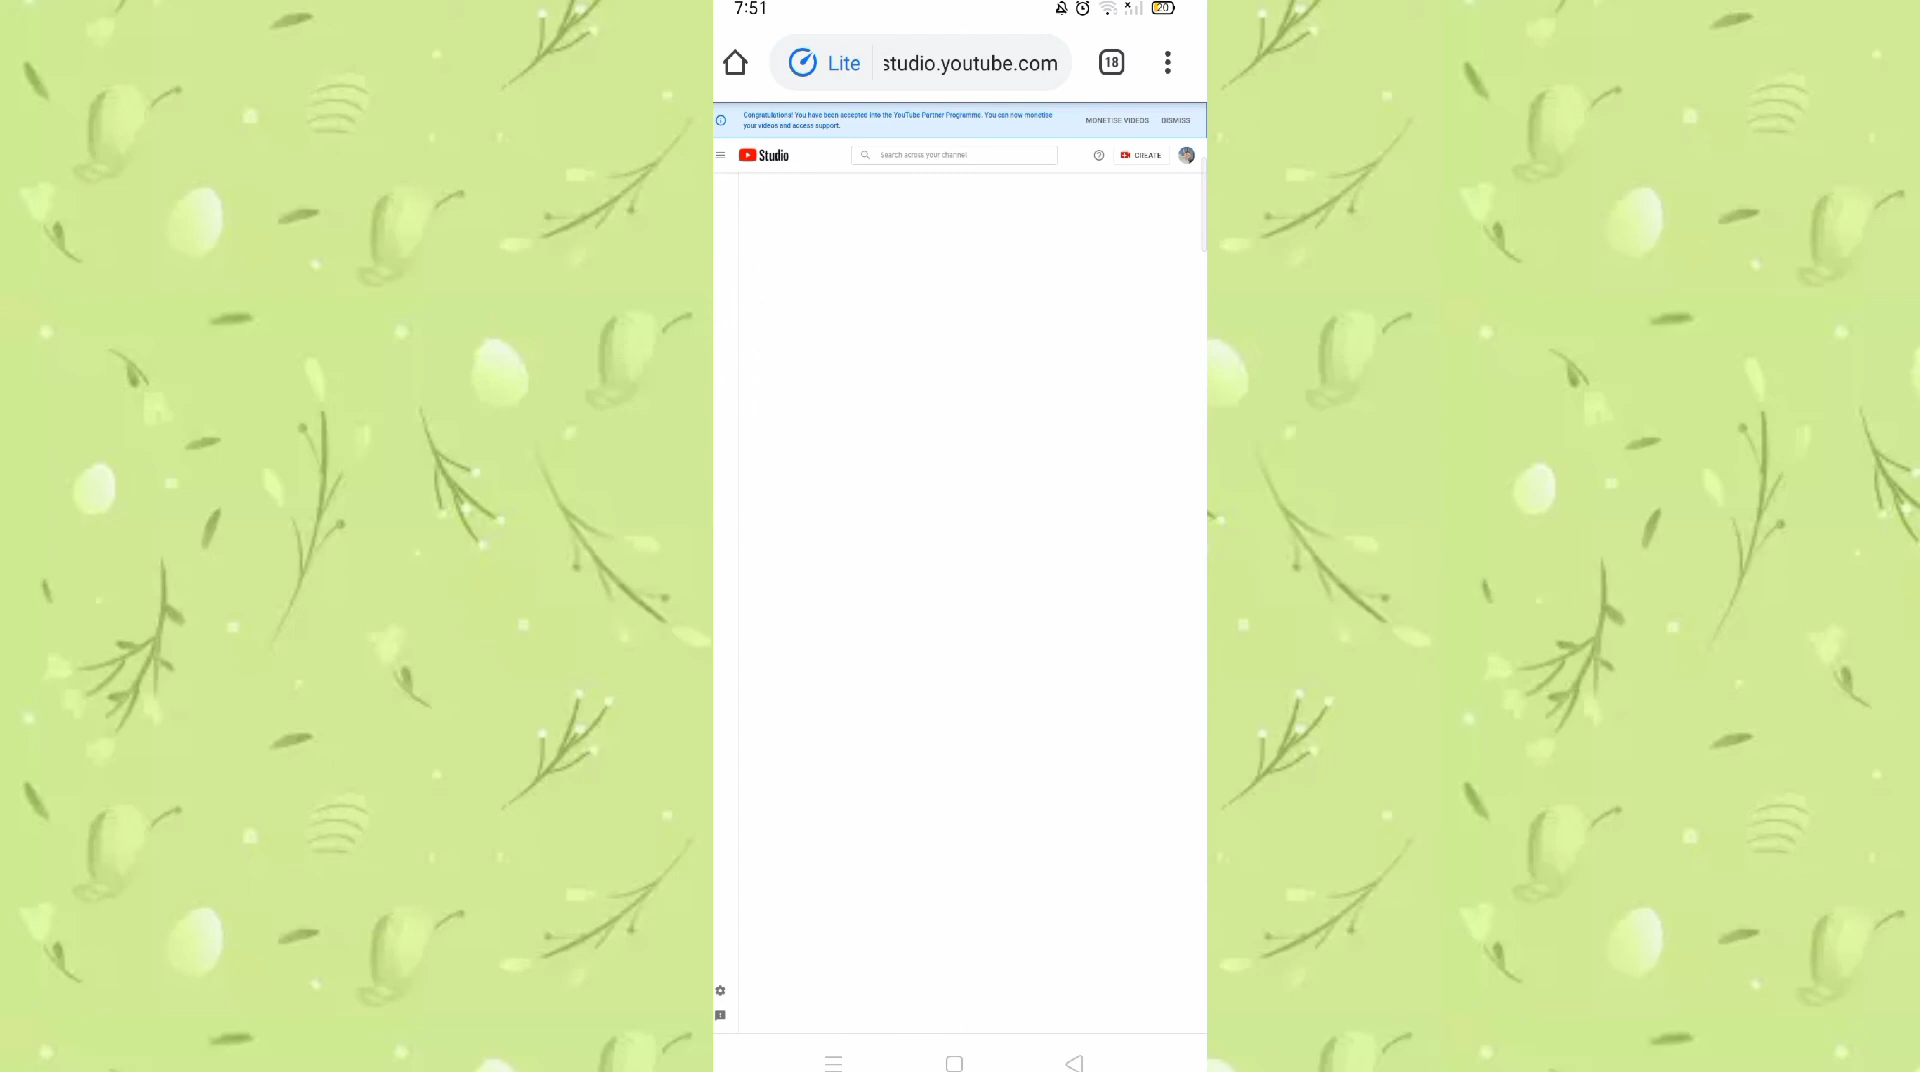 7:51
20
Lite
studio.youtube.com
18
Congratulations! You have been accepted into the YouTube Partner Programme. You can now monetise
your videos and access support.
MONETISE VIDEOS
DISMISS
Studio
Search across your channel
CREATE